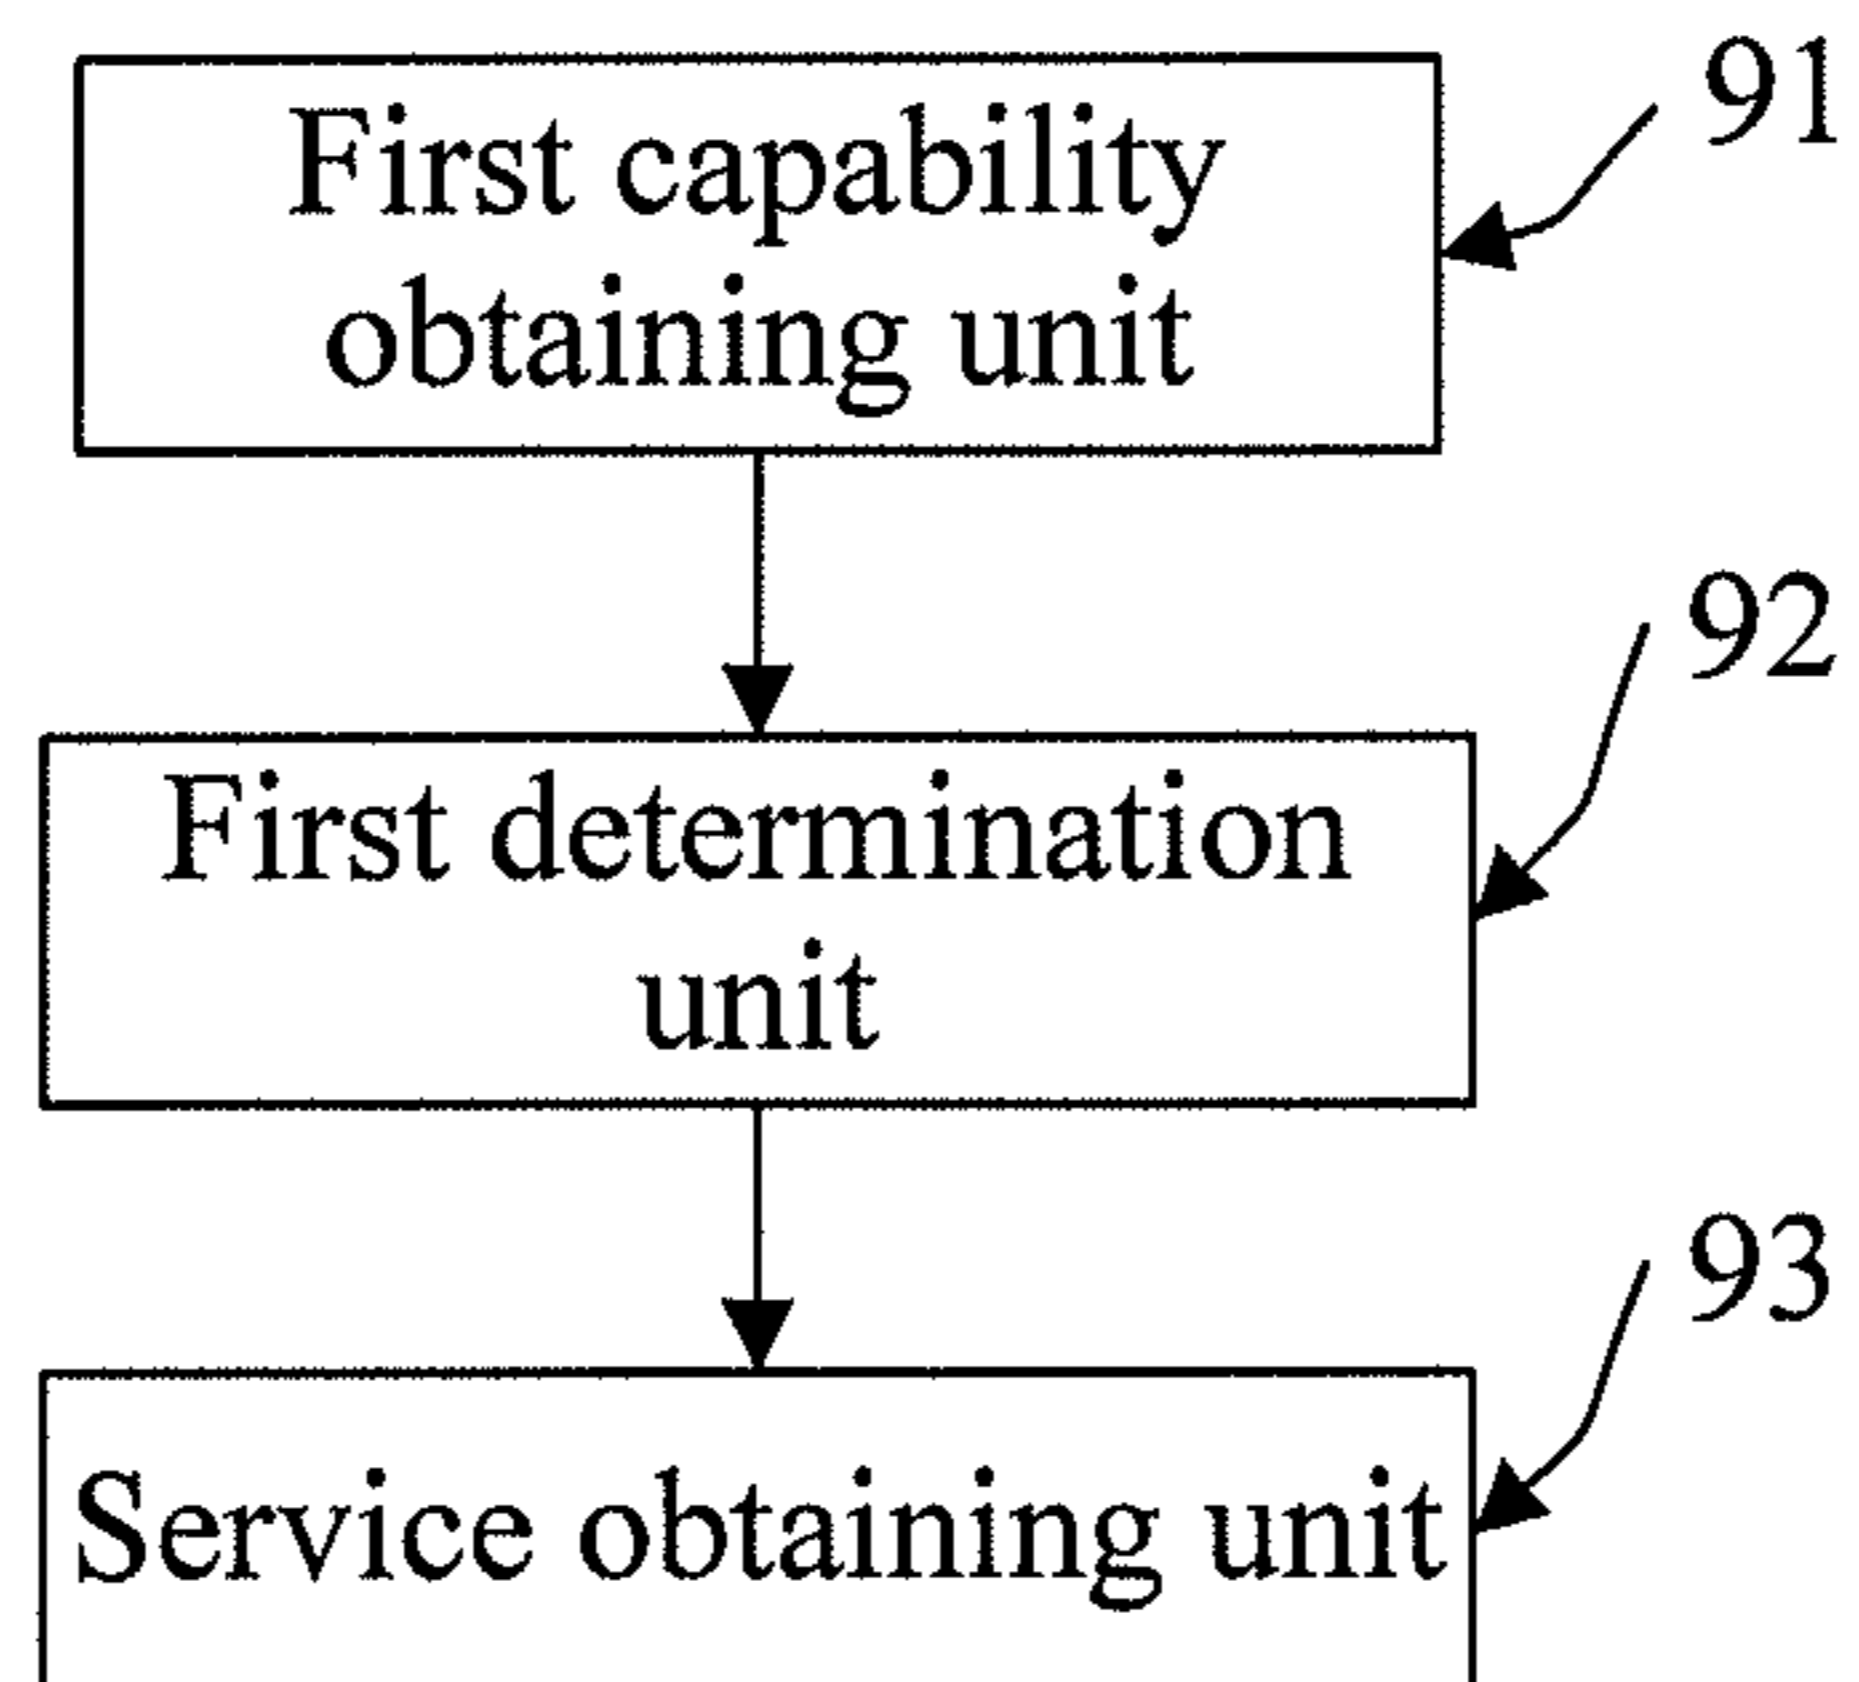 First capability
obtaining unit
91
First determination
unit
92
Service obtaining unit
93